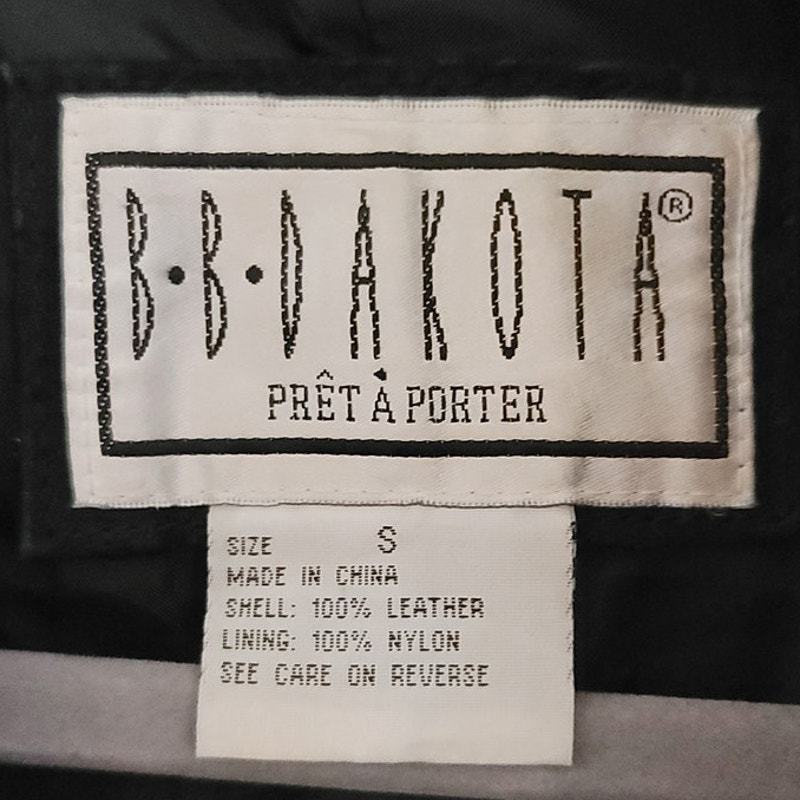 B·B·DAKOTA®
PRÊT À PORTER
SIZE S
MADE IN CHINA
SHELL: 100% LEATHER
LINING: 100% NYLON
SEE CARE ON REVERSE